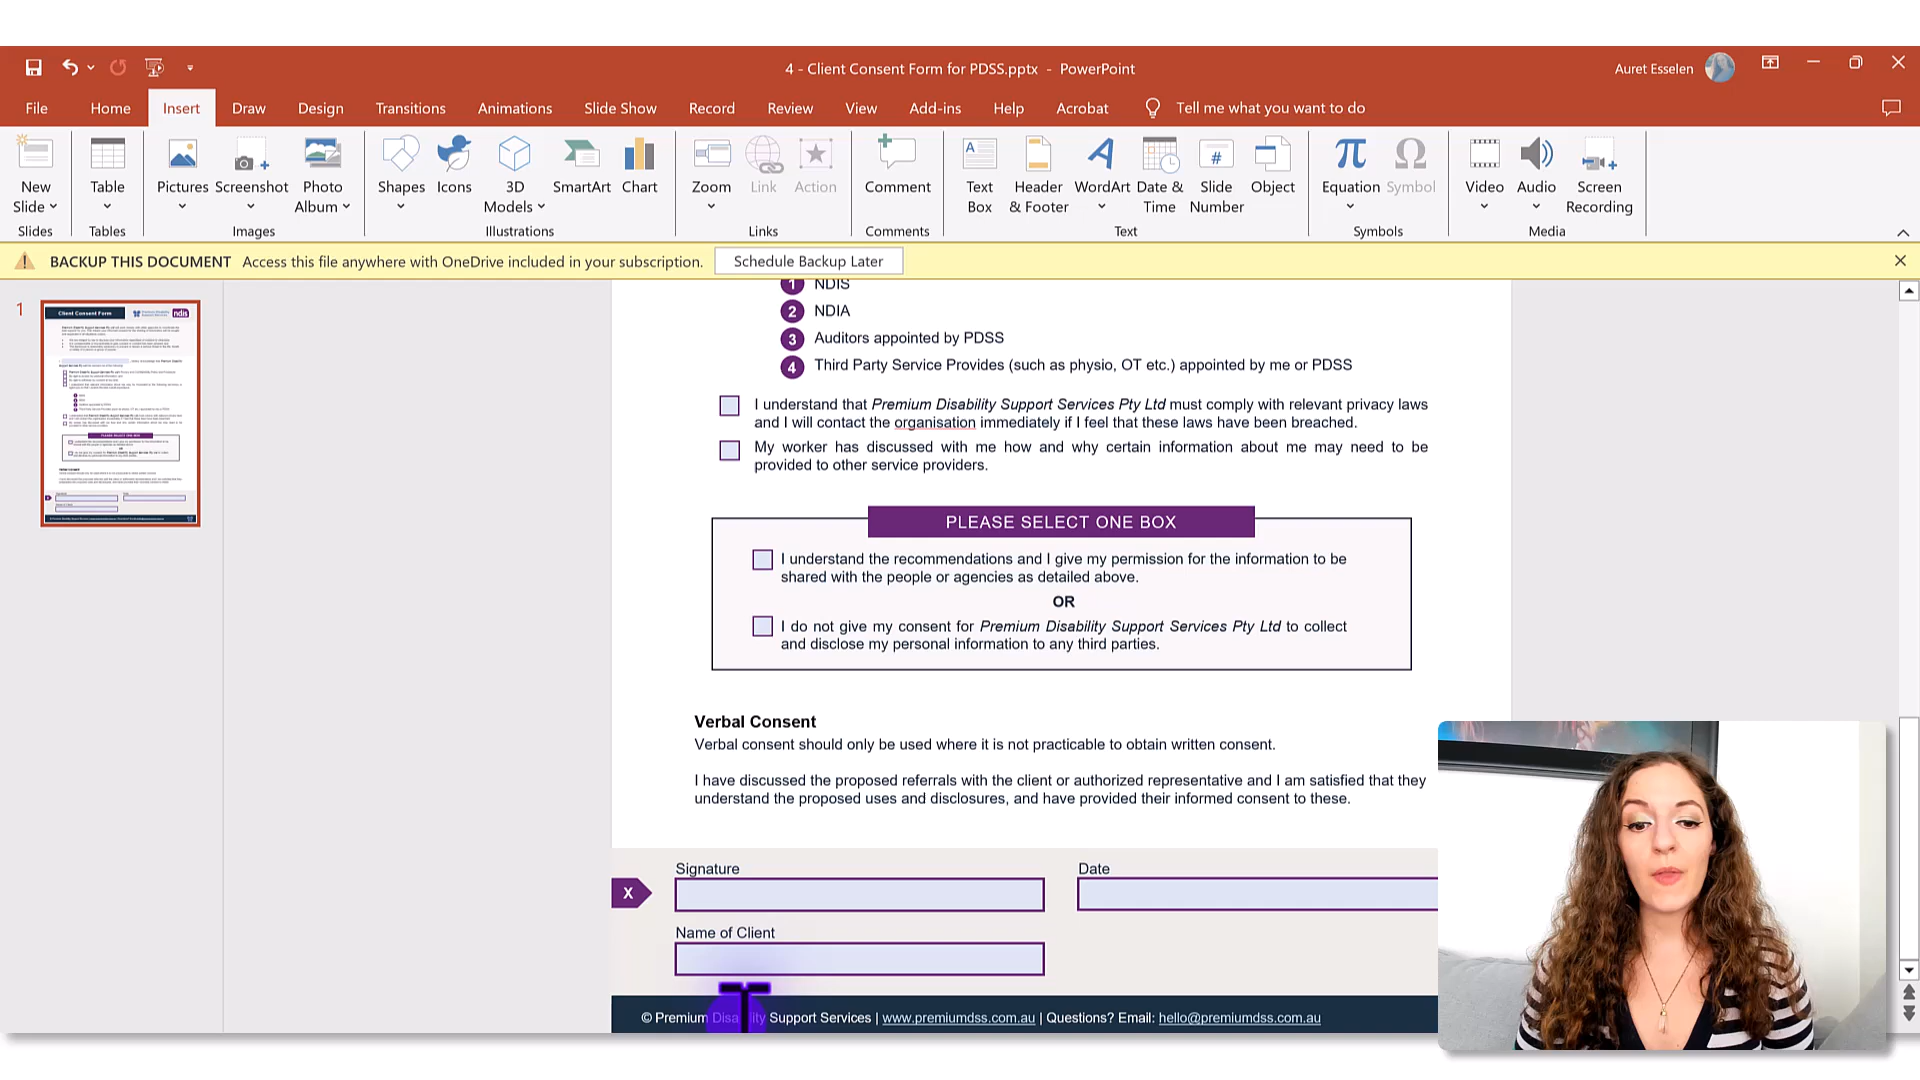 4 - Client Consent Form for PDSS.pptx - PowerPoint
Auret Esselen
File Home Insert Draw Design Transitions Animations Slide Show Record Review View Add-ins Help Acrobat Tell me what you want to do
New Slide
Table
Pictures
Screenshot
Photo Album
Shapes
Icons
3D Models
SmartArt
Chart
Zoom
Link
Action
Comment
Text Box
Header & Footer
WordArt
Date & Time
Slide Number
Object
Equation
Symbol
Video
Audio
Screen Recording
Slides Tables Images Illustrations Links Comments Text Symbols Media
BACKUP THIS DOCUMENT Access this file anywhere with OneDrive included in your subscription. Schedule Backup Later
1
Client Consent Form
ndis
1 NDIS
2 NDIA
3 Auditors appointed by PDSS
4 Third Party Service Provides (such as physio, OT etc.) appointed by me or PDSS
I understand that Premium Disability Support Services Pty Ltd must comply with relevant privacy laws
and I will contact the organisation immediately if I feel that these laws have been breached.
My worker has discussed with me how and why certain information about me may need to be
provided to other service providers.
PLEASE SELECT ONE BOX
I understand the recommendations and I give my permission for the information to be
shared with the people or agencies as detailed above.
OR
I do not give my consent for Premium Disability Support Services Pty Ltd to collect
and disclose my personal information to any third parties.
Verbal Consent
Verbal consent should only be used where it is not practicable to obtain written consent.
I have discussed the proposed referrals with the client or authorized representative and I am satisfied that they
understand the proposed uses and disclosures, and have provided their informed consent to these.
Signature
Date
X
Name of Client
© Premium Disability Support Services | www.premiumdss.com.au | Questions? Email: hello@premiumdss.com.au